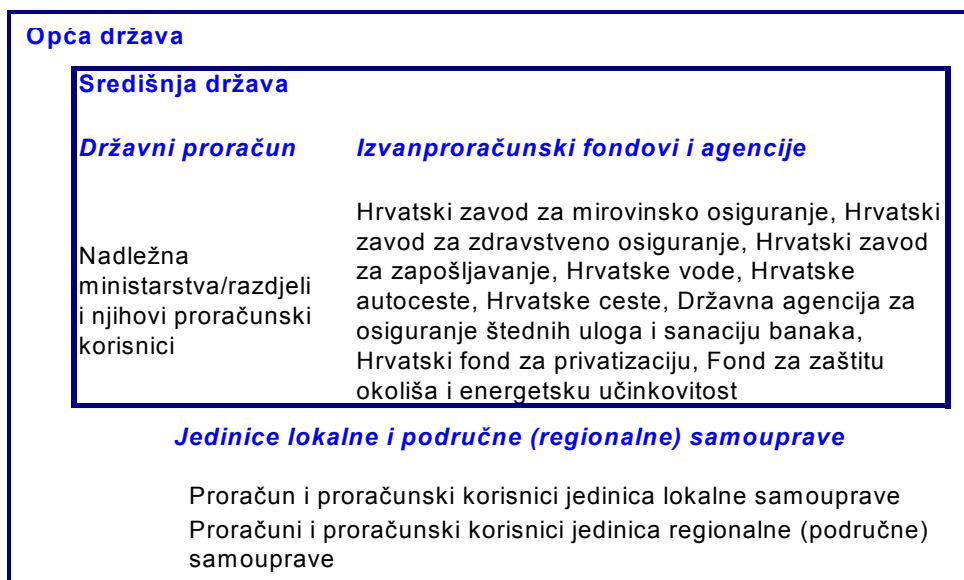 Opća država
Središnja država
Državni proračun
Izvanproračunski fondovi i agencije
Nadležna
ministarstva/razdjeli
i njihovi proračunski
korisnici
Hrvatski zavod za mirovinsko osiguranje, Hrvatski
zavod za zdravstveno osiguranje, Hrvatski zavod
za zapošljavanje, Hrvatske vode, Hrvatske
autoceste, Hrvatske ceste, Državna agencija za
osiguranje štednih uloga i sanaciju banaka,
Hrvatski fond za privatizaciju, Fond za zaštitu
okoliša i energetsku učinkovitost
Jedinice lokalne i područne (regionalne) samouprave
Proračun i proračunski korisnici jedinica lokalne samouprave
Proračuni i proračunski korisnici jedinica regionalne (područne)
samouprave